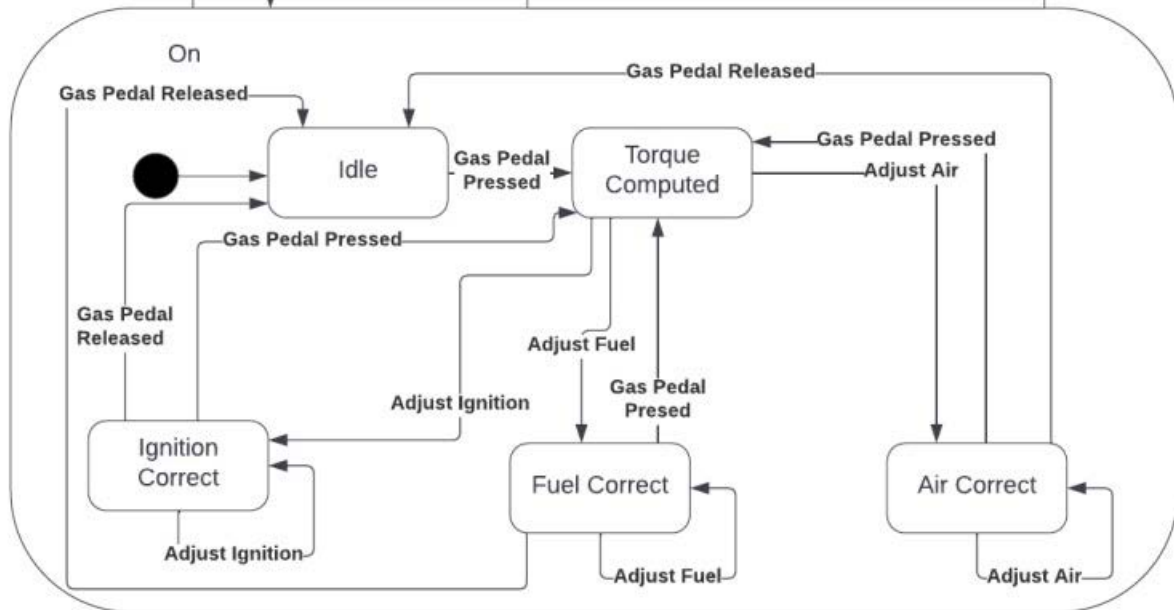 On
Gas Pedal Released
Gas Pedal Released
Idle
Gas Pedal
Pressed
Torque
Computed
Gas Pedal Pressed
Adjust Air
Gas Pedal Pressed
Gas Pedal
Released
Adjust Fuel
Adjust Ignition
Gas Pedal
Presed
Ignition
Correct
Fuel Correct
Air Correct
Adjust Ignition
Adjust Fuel
Adjust Air